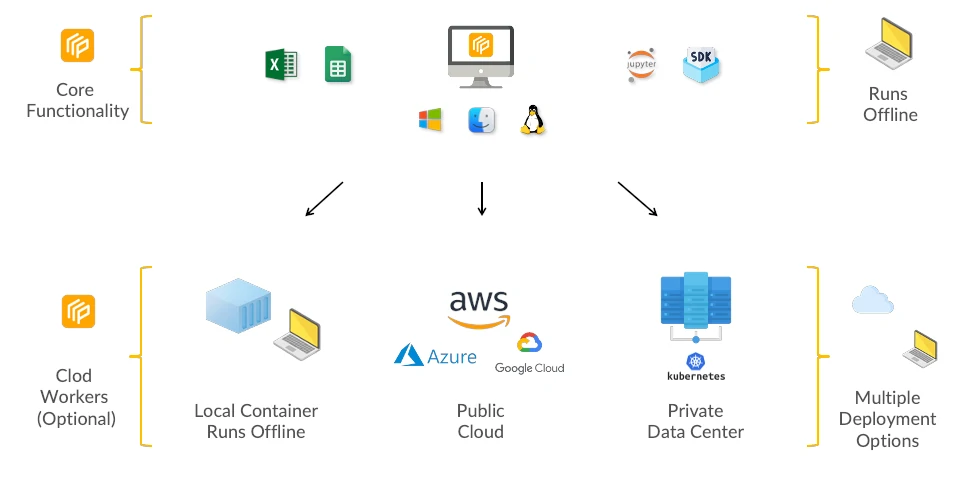 X
SDK
jupyter
Core
Functionality
Runs
Offline
aws
Azure
Google Cloud
kubernetes
Clod
Workers
(Optional)
Local Container
Runs Offline
Public
Cloud
Private
Data Center
Multiple
Deployment
Options